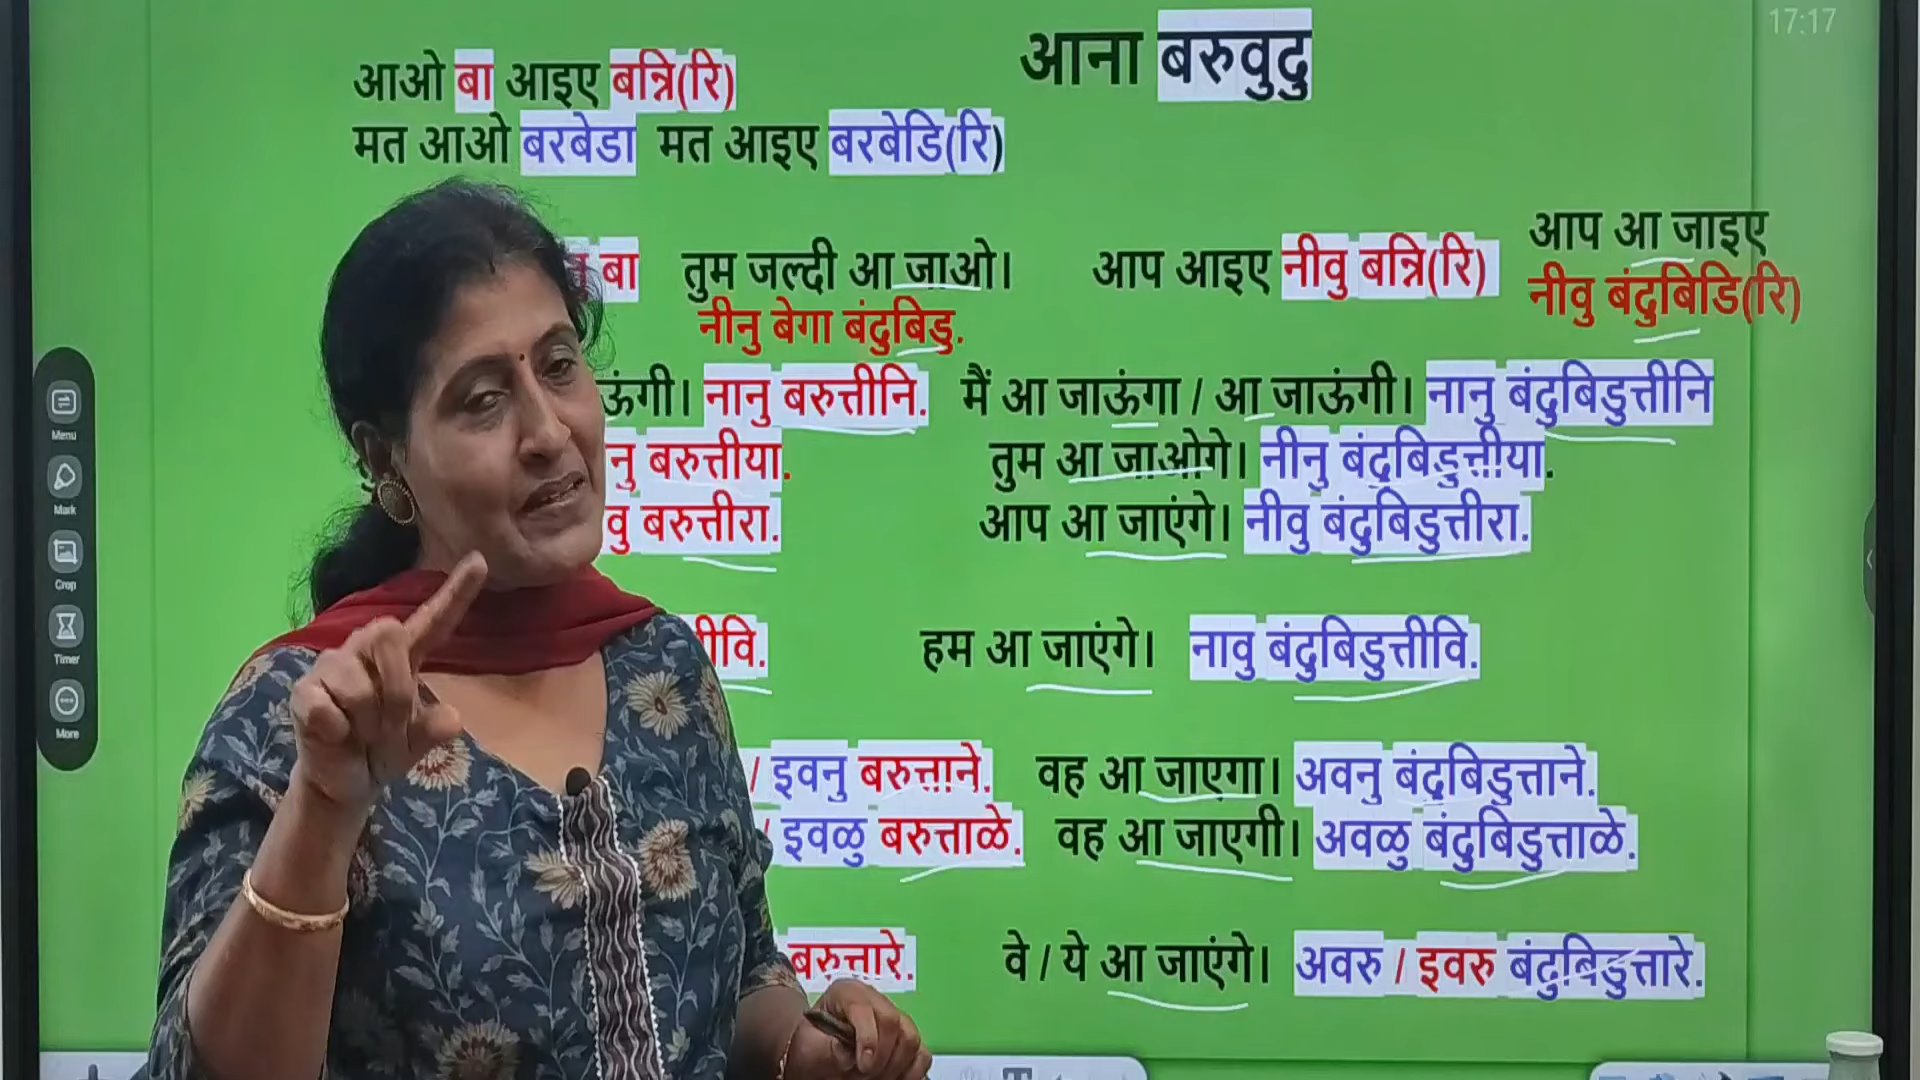 17:17
आना बरुवुदु
आओ बा आइए बन्नि(रि)
मत आओ बरबेडा मत आइए बरबेडि(रि)
बा तुम जल्दी आ जाओ। आप आइए नीवु बन्नि(रि) आप आ जाइए
नीनु बेगा बंदुबिडु. नीवु बंदुबिडि(रि)
ऊंगी। नानु बरुत्तीनि. मैं आ जाऊंगा / आ जाऊंगी। नानु बंदुबिडुत्तीनि
नु बरुत्तीया. तुम आ जाओगे। नीनु बंदुबिडुत्तीया.
वु बरुत्तीरा. आप आ जाएंगे। नीवु बंदुबिडुत्तीरा.
ीवि. हम आ जाएंगे। नावु बंदुबिडुत्तीवि.
/ इवनु बरुत्ताने. वह आ जाएगा। अवनु बंदुबिडुत्ताने.
/ इवळु बरुत्ताळे. वह आ जाएगी। अवळु बंदुबिडुत्ताळे.
बरुत्तारे. वे / ये आ जाएंगे। अवरु / इवरु बंदुबिडुत्तारे.
Menu
Mark
Crop
Timer
More